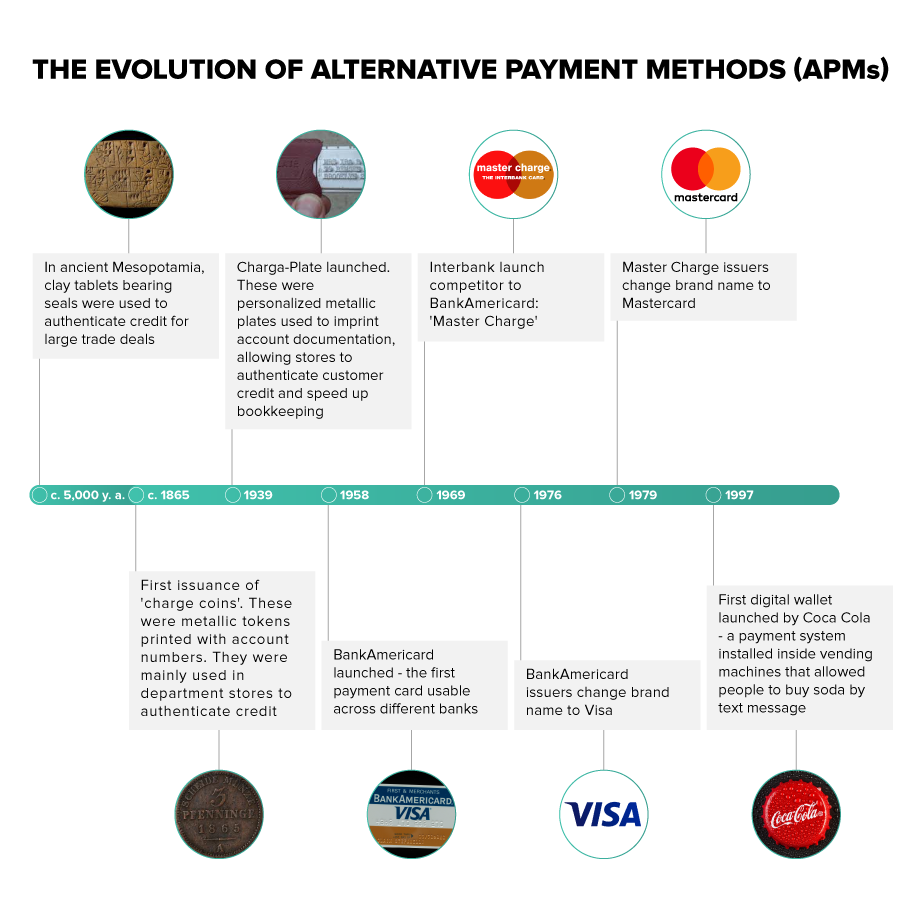 THE EVOLUTION OF ALTERNATIVE PAYMENT METHODS (APMs)
master charge
THE INTERBANK CARD
mastercard
In ancient Mesopotamia,
clay tablets bearing
seals were used to
authenticate credit for
large trade deals
Charga-Plate launched.
These were
personalized metallic
plates used to imprint
account documentation,
allowing stores to
authenticate customer
credit and speed up
bookkeeping
Interbank launch
competitor to
BankAmericard:
'Master Charge'
Master Charge issuers
change brand name to
Mastercard
c. 5,000 y. a.
c. 1865
1939
1958
1969
1976
1979
1997
First issuance of
'charge coins'. These
were metallic tokens
printed with account
numbers. They were
mainly used in
department stores to
authenticate credit
BankAmericard
launched - the first
payment card usable
across different banks
BankAmericard
issuers change brand
name to Visa
First digital wallet
launched by Coca Cola
- a payment system
installed inside vending
machines that allowed
people to buy soda by
text message
SCHEIDE MÜNZE
3
PFENNINGE
1865
A
FIRST & MERCHANTS
BANKAMERICARD
VISA
VISA
Coca-Cola